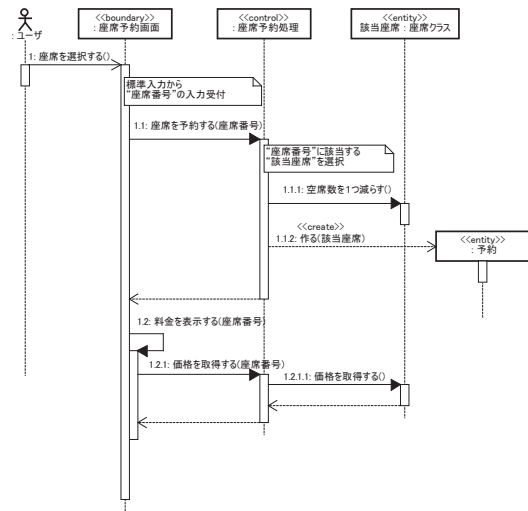 : ユーザ
<<boundary>>
: 座席予約画面
<<control>>
: 座席予約処理
<<entity>>
該当座席 : 座席クラス
1: 座席を選択する()
標準入力から
“座席番号”の入力受付
1.1: 座席を予約する(座席番号)
“座席番号”に該当する
“該当座席”を選択
1.1.1: 空席数を1つ減らす()
<<create>>
1.1.2: 作る(該当座席)
<<entity>>
: 予約
1.2: 料金を表示する(座席番号)
1.2.1: 価格を取得する(座席番号)
1.2.1.1: 価格を取得する()